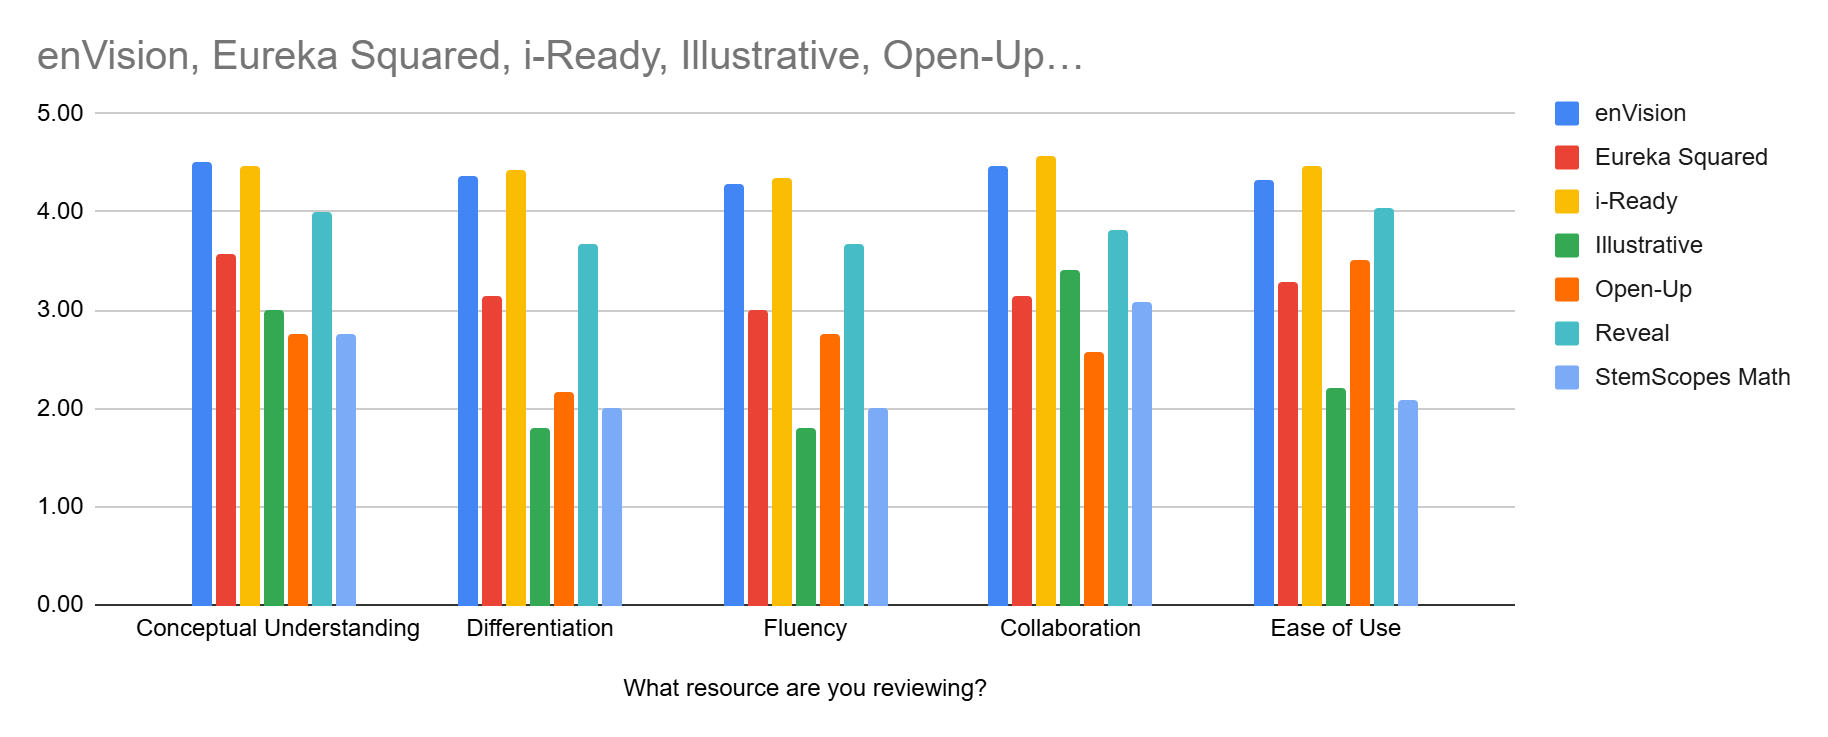 enVision, Eureka Squared, i-Ready, Illustrative, Open-Up…
5.00
4.00
3.00
2.00
1.00
0.00
Conceptual Understanding
Differentiation
Fluency
Collaboration
Ease of Use
What resource are you reviewing?
enVision
Eureka Squared
i-Ready
Illustrative
Open-Up
Reveal
StemScopes Math